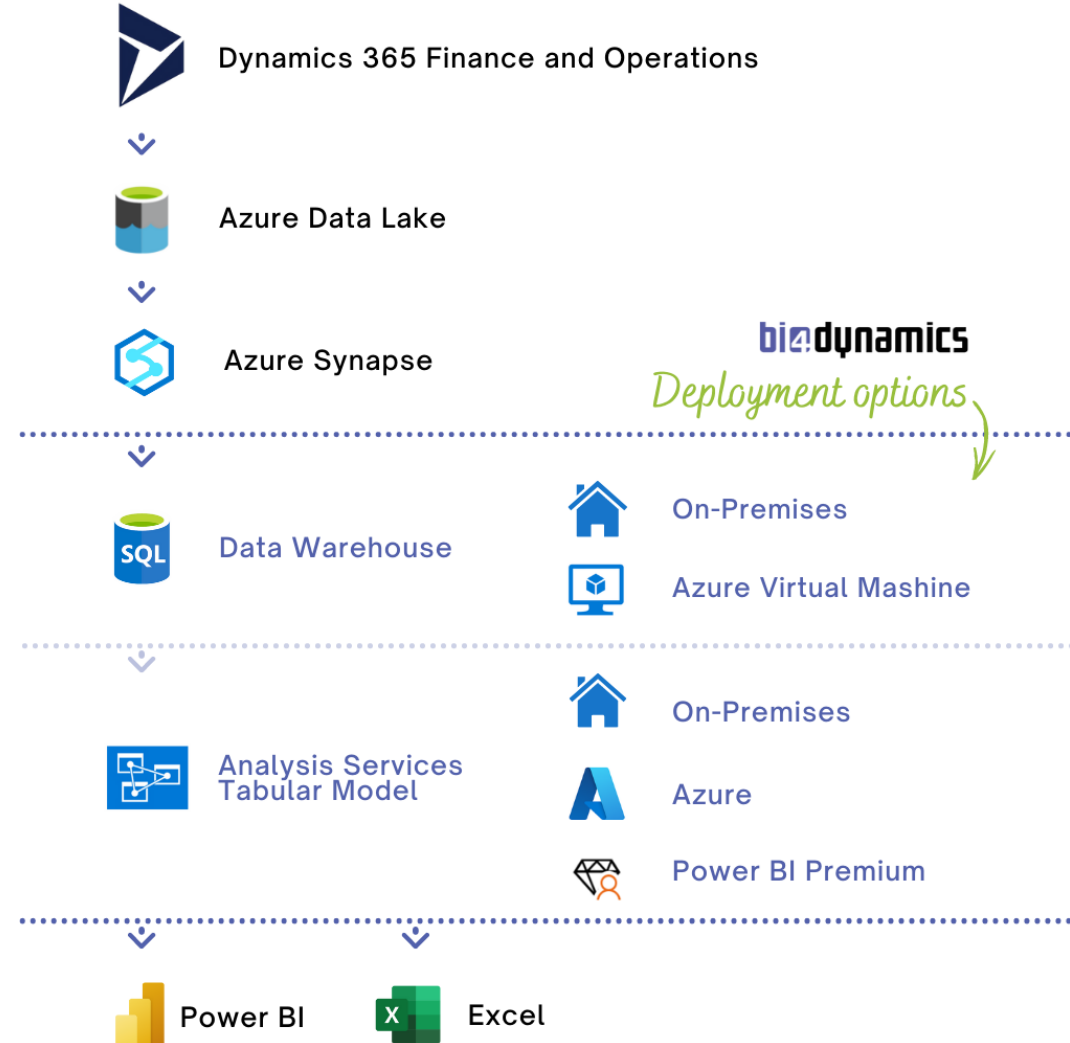 Dynamics 365 Finance and Operations
Azure Data Lake
Azure Synapse
bi4dynamics
Deployment options
SQL
Data Warehouse
On-Premises
Azure Virtual Mashine
Analysis Services
Tabular Model
On-Premises
Azure
Power BI Premium
Power BI
X
Excel